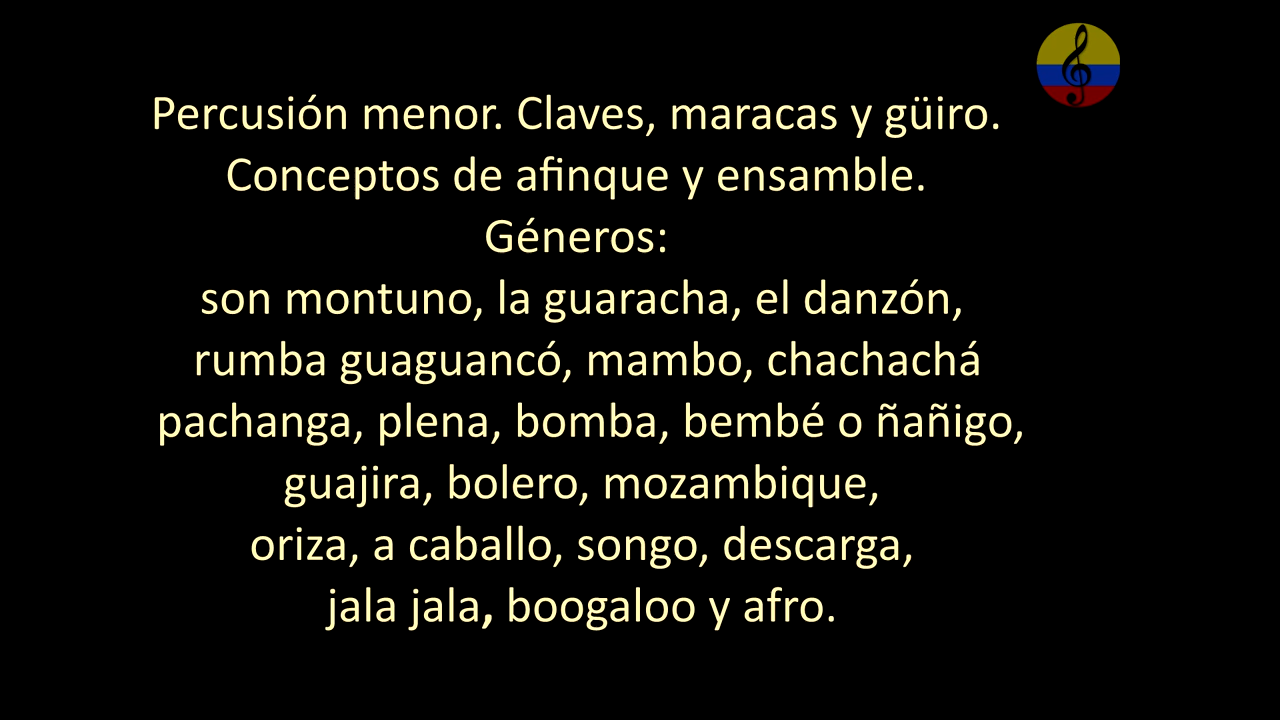 Percusión menor. Claves, maracas y güiro.
Conceptos de afinque y ensamble.
Géneros:
son montuno, la guaracha, el danzón,
rumba guaguancó, mambo, chachachá
pachanga, plena, bomba, bembé o ñañigo,
guajira, bolero, mozambique,
oriza, a caballo, songo, descarga,
jala jala, boogaloo y afro.